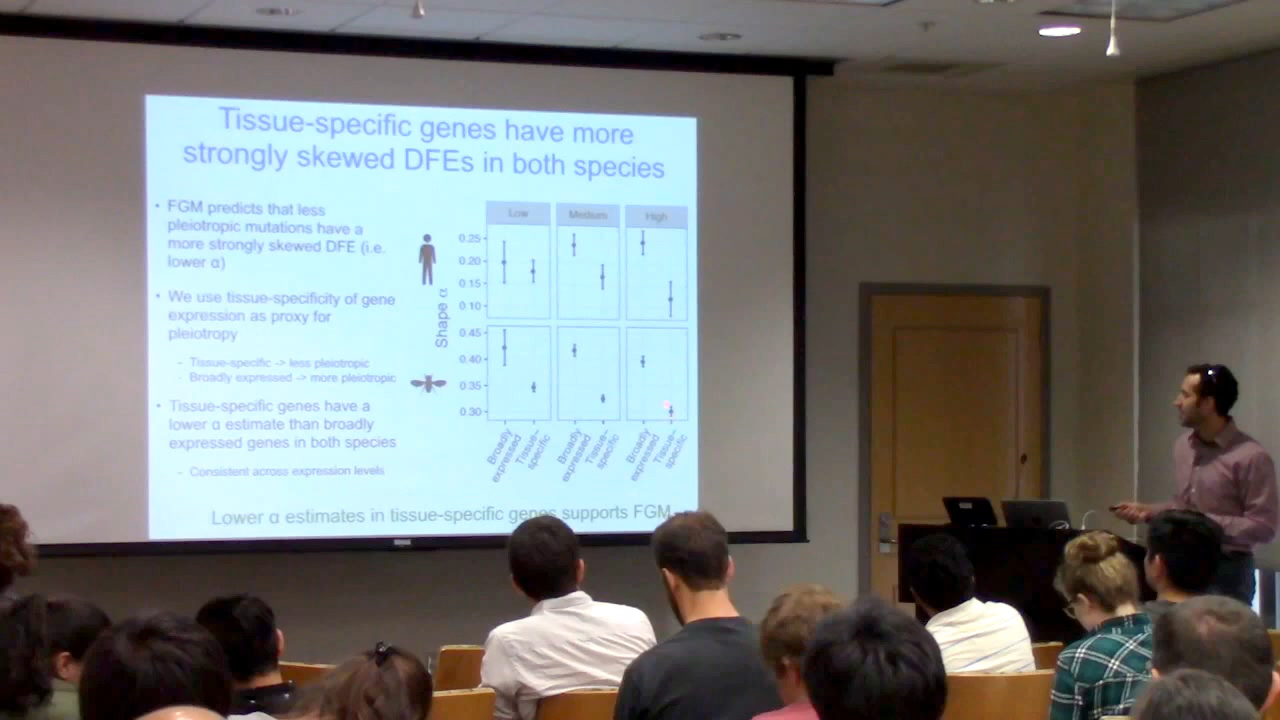 Tissue-specific genes have more
strongly skewed DFEs in both species
• FGM predicts that less
pleiotropic mutations have a
more strongly skewed DFE (i.e.
lower α)
• We use tissue-specificity of gene
expression as proxy for
pleiotropy
- Tissue-specific -> less pleiotropic
- Broadly expressed -> more pleiotropic
• Tissue-specific genes have a
lower α estimate than broadly
expressed genes in both species
- Consistent across expression levels
Low Medium High
0.25
0.20
0.15
0.10
Shape α
0.45
0.40
0.35
0.30
Broadly
expressed
Tissue-
specific
Broadly
expressed
Tissue-
specific
Broadly
expressed
Tissue-
specific
Lower α estimates in tissue-specific genes supports FGM